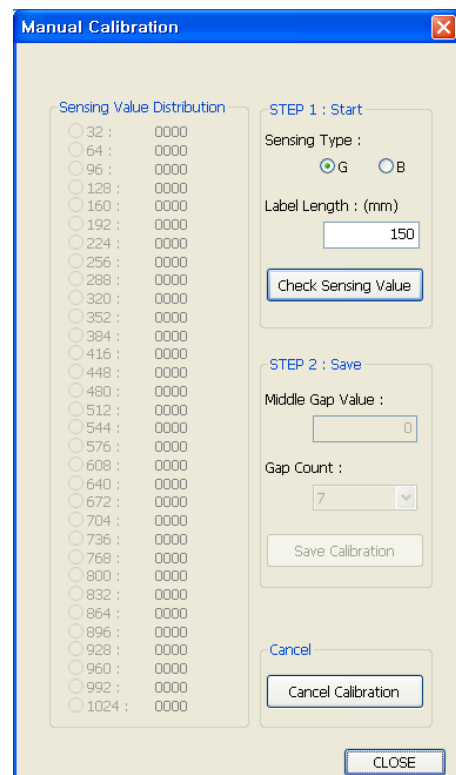 Manual Calibration
Sensing Value Distribution
32 : 0000
64 : 0000
96 : 0000
128 : 0000
160 : 0000
192 : 0000
224 : 0000
256 : 0000
288 : 0000
320 : 0000
352 : 0000
384 : 0000
416 : 0000
448 : 0000
480 : 0000
512 : 0000
544 : 0000
576 : 0000
608 : 0000
640 : 0000
672 : 0000
704 : 0000
736 : 0000
768 : 0000
800 : 0000
832 : 0000
864 : 0000
896 : 0000
928 : 0000
960 : 0000
992 : 0000
1024 : 0000
STEP 1 : Start
Sensing Type :
G B
Label Length : (mm)
150
Check Sensing Value
STEP 2 : Save
Middle Gap Value :
0
Gap Count :
7
Save Calibration
Cancel
Cancel Calibration
CLOSE